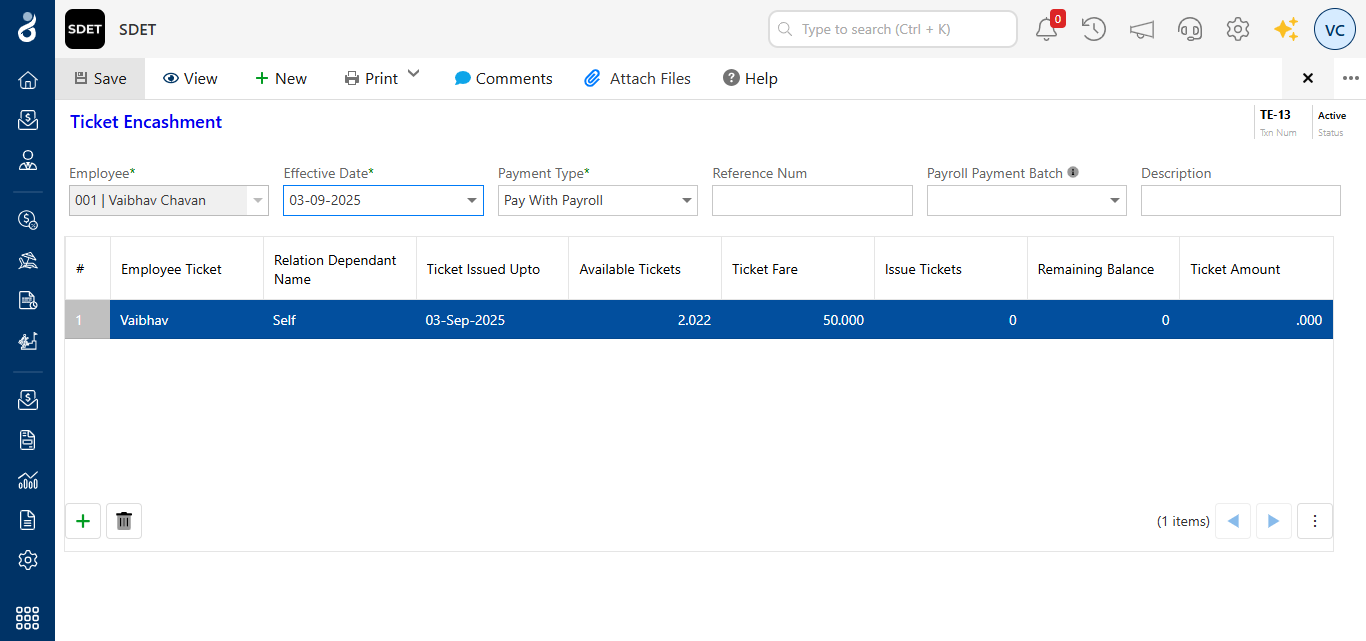 SDET SDET Type to search (Ctrl + K) 0 VC
Save View New Print Comments Attach Files Help
Ticket Encashment
TE-13 Active
Txn Num Status
Employee* Effective Date* Payment Type* Reference Num Payroll Payment Batch Description
001 | Vaibhav Chavan 03-09-2025 Pay With Payroll
# Employee Ticket Relation Dependant Name Ticket Issued Upto Available Tickets Ticket Fare Issue Tickets Remaining Balance Ticket Amount
1 Vaibhav Self 03-Sep-2025 2.022 50.000 0 0 .000
(1 items)